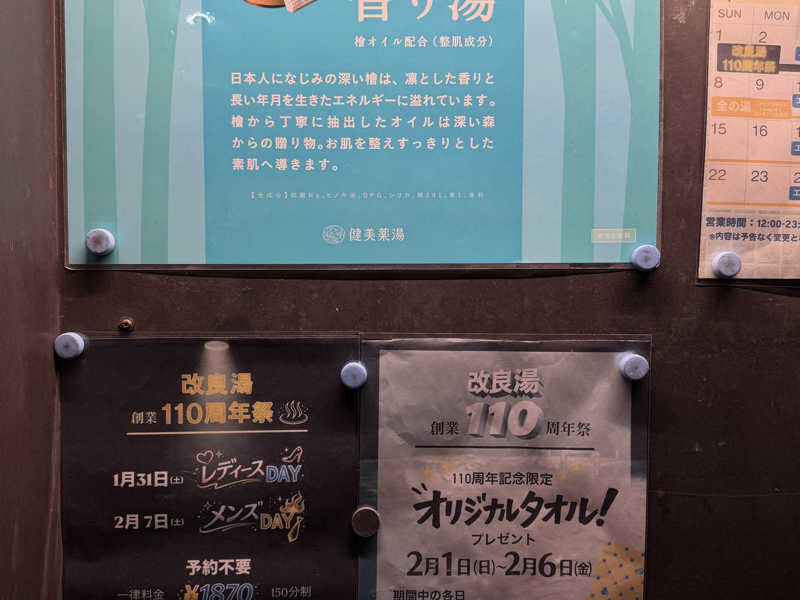 香り湯
檜オイル配合(整肌成分)
日本人になじみの深い檜は、凛とした香りと
長い年月を生きたエネルギーに溢れています。
檜から丁寧に抽出したオイルは深い森
からの贈り物。お肌を整えすっきりとした
素肌へ導きます。
健美薬湯
SUN MON
1 2
改良湯
110周年祭
8 9
全の湯
15 16
22 23
営業時間:12:00-23:
※内容は予告なく変更と
改良湯
創業 110周年祭
1月31日(土) レディースDAY
2月7日(土) メンズDAY
予約不要
一律料金 ¥1870 150分制
改良湯
創業 110 周年祭
110周年記念限定
オリジナルタオル!
プレゼント
2月1日(日)~2月6日(金)
期間中の各日